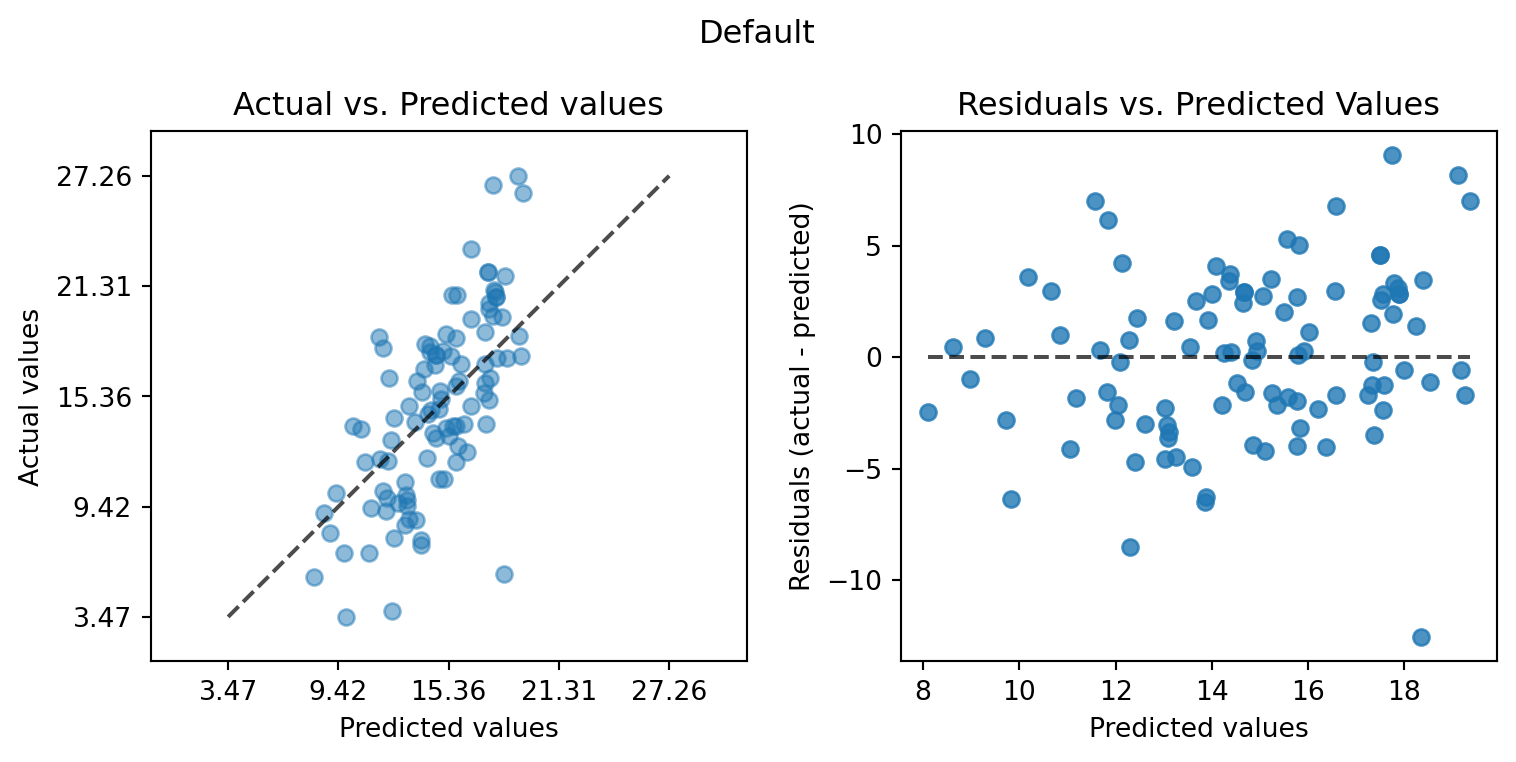 Default
Actual vs. Predicted values
Actual values
27.26
21.31
15.36
9.42
3.47
3.47 9.42 15.36 21.31 27.26
Predicted values
Residuals vs. Predicted Values
Residuals (actual - predicted)
10
5
0
−5
−10
8 10 12 14 16 18
Predicted values